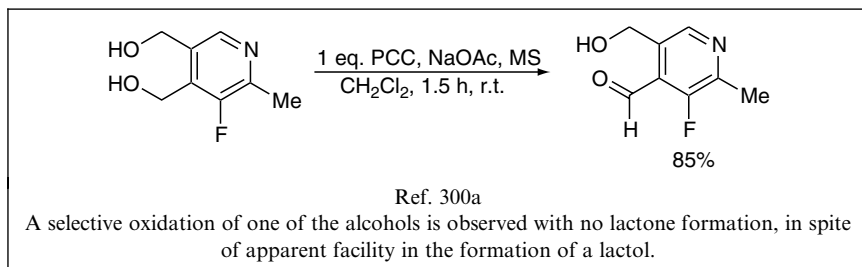 HO
HO
N
Me
F
1 eq. PCC, NaOAc, MS
CH₂Cl₂, 1.5 h, r.t.
HO
O
H
N
Me
F
85%
Ref. 300a
A selective oxidation of one of the alcohols is observed with no lactone formation, in spite
of apparent facility in the formation of a lactol.